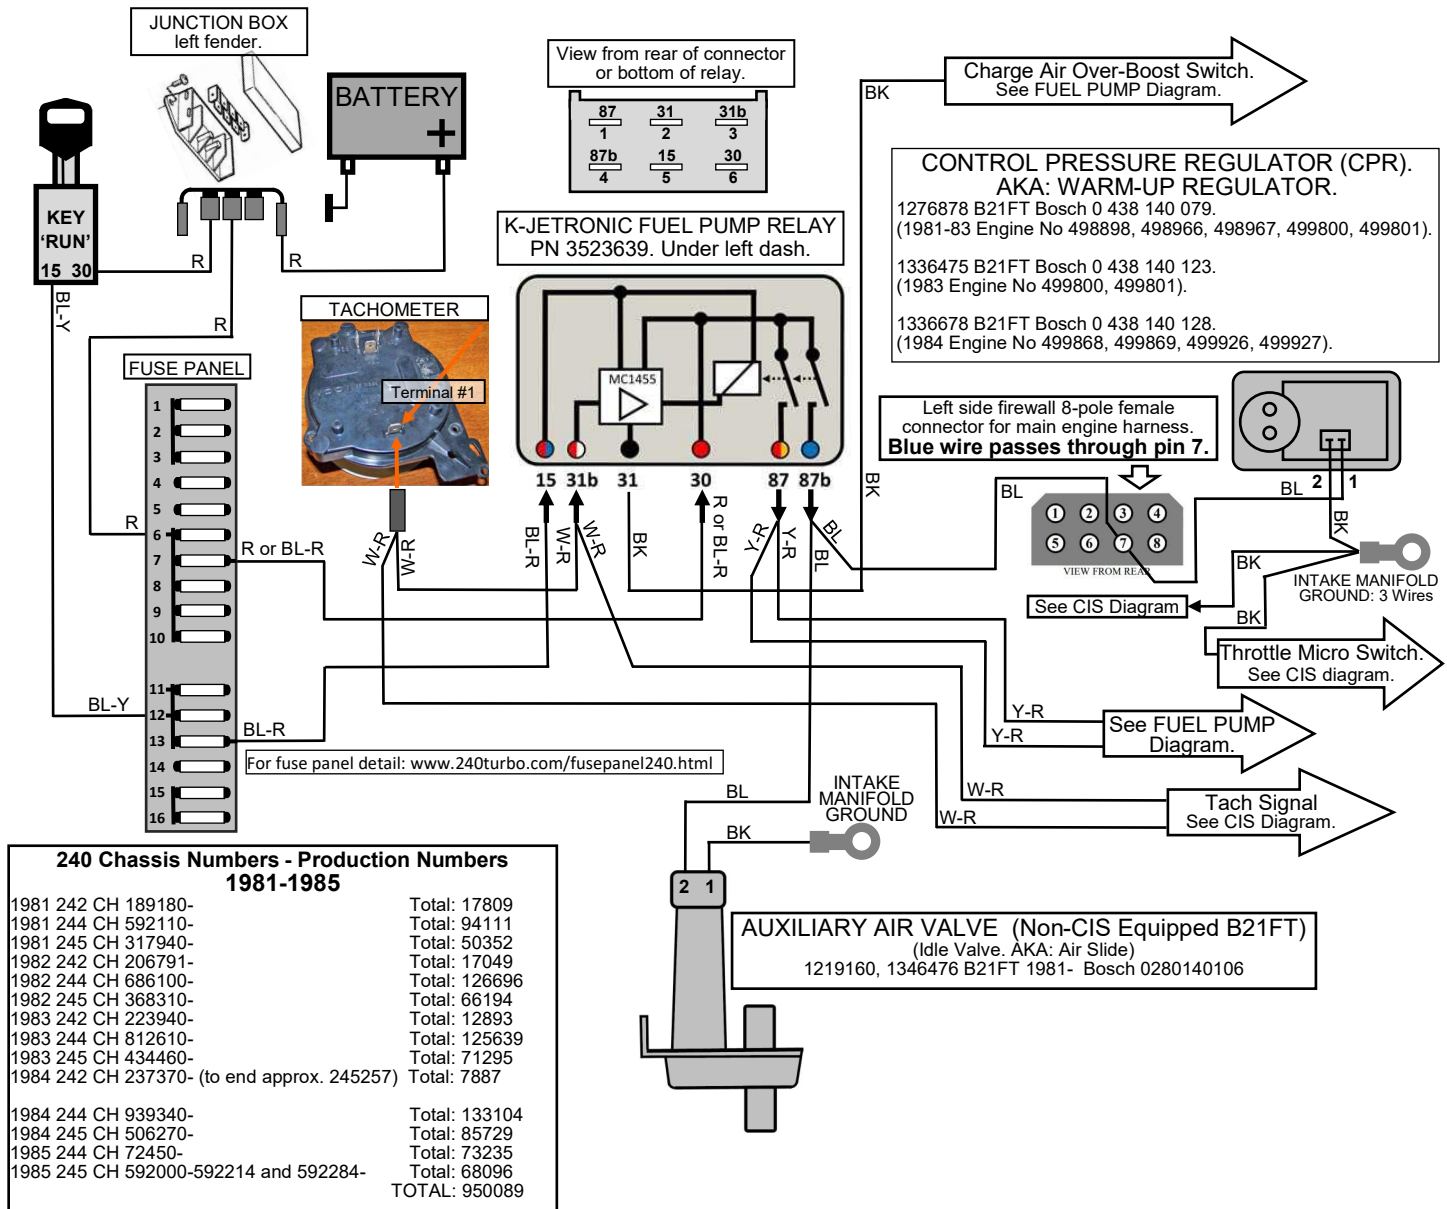 JUNCTION BOX
left fender.
BATTERY
+
KEY
'RUN'
15 30
R
R
R
BL-Y
View from rear of connector
or bottom of relay.
87 31 31b
1 2 3
87b 15 30
4 5 6
BK
Charge Air Over-Boost Switch.
See FUEL PUMP Diagram.
CONTROL PRESSURE REGULATOR (CPR).
AKA: WARM-UP REGULATOR.
1276878 B21FT Bosch 0 438 140 079.
(1981-83 Engine No 498898, 498966, 498967, 499800, 499801).
1336475 B21FT Bosch 0 438 140 123.
(1983 Engine No 499800, 499801).
1336678 B21FT Bosch 0 438 140 128.
(1984 Engine No 499868, 499869, 499926, 499927).
K-JETRONIC FUEL PUMP RELAY
PN 3523639. Under left dash.
MC1455
15 31b 31 30 87 87b
TACHOMETER
Terminal #1
FUSE PANEL
1
2
3
4
5
6
7
8
9
10
11
12
13
14
15
16
R
R or BL-R
BL-Y
BL-R
W-R
W-R
BL-R
W-R
W-R
BK
R or BL-R
Y-R
Y-R
BL
BL
BK
BL
Left side firewall 8-pole female
connector for main engine harness.
Blue wire passes through pin 7.
1 2 3 4
5 6 7 8
VIEW FROM REAR
BL 2 1
BK
BK
BK
INTAKE MANIFOLD
GROUND: 3 Wires
See CIS Diagram
Throttle Micro Switch.
See CIS diagram.
Y-R
Y-R
See FUEL PUMP
Diagram.
W-R
W-R
Tach Signal
See CIS Diagram.
For fuse panel detail: www.240turbo.com/fusepanel240.html
BL
BK
INTAKE
MANIFOLD
GROUND
2 1
AUXILIARY AIR VALVE (Non-CIS Equipped B21FT)
(Idle Valve. AKA: Air Slide)
1219160, 1346476 B21FT 1981- Bosch 0280140106
240 Chassis Numbers - Production Numbers
1981-1985
1981 242 CH 189180- Total: 17809
1981 244 CH 592110- Total: 94111
1981 245 CH 317940- Total: 50352
1982 242 CH 206791- Total: 17049
1982 244 CH 686100- Total: 126696
1982 245 CH 368310- Total: 66194
1983 242 CH 223940- Total: 12893
1983 244 CH 812610- Total: 125639
1983 245 CH 434460- Total: 71295
1984 242 CH 237370- (to end approx. 245257) Total: 7887
1984 244 CH 939340- Total: 133104
1984 245 CH 506270- Total: 85729
1985 244 CH 72450- Total: 73235
1985 245 CH 592000-592214 and 592284- Total: 68096
TOTAL: 950089